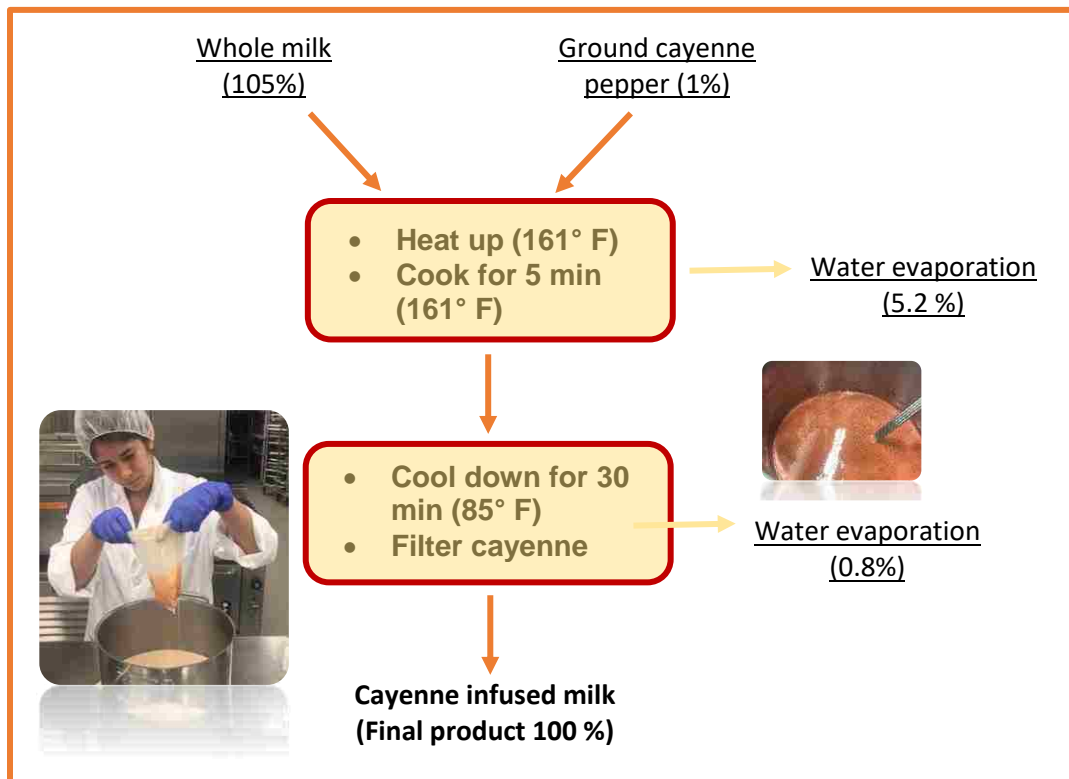 Whole milk
(105%)
Ground cayenne
pepper (1%)
• Heat up (161° F)
• Cook for 5 min
(161° F)
Water evaporation
(5.2 %)
• Cool down for 30
min (85° F)
• Filter cayenne
Water evaporation
(0.8%)
Cayenne infused milk
(Final product 100 %)